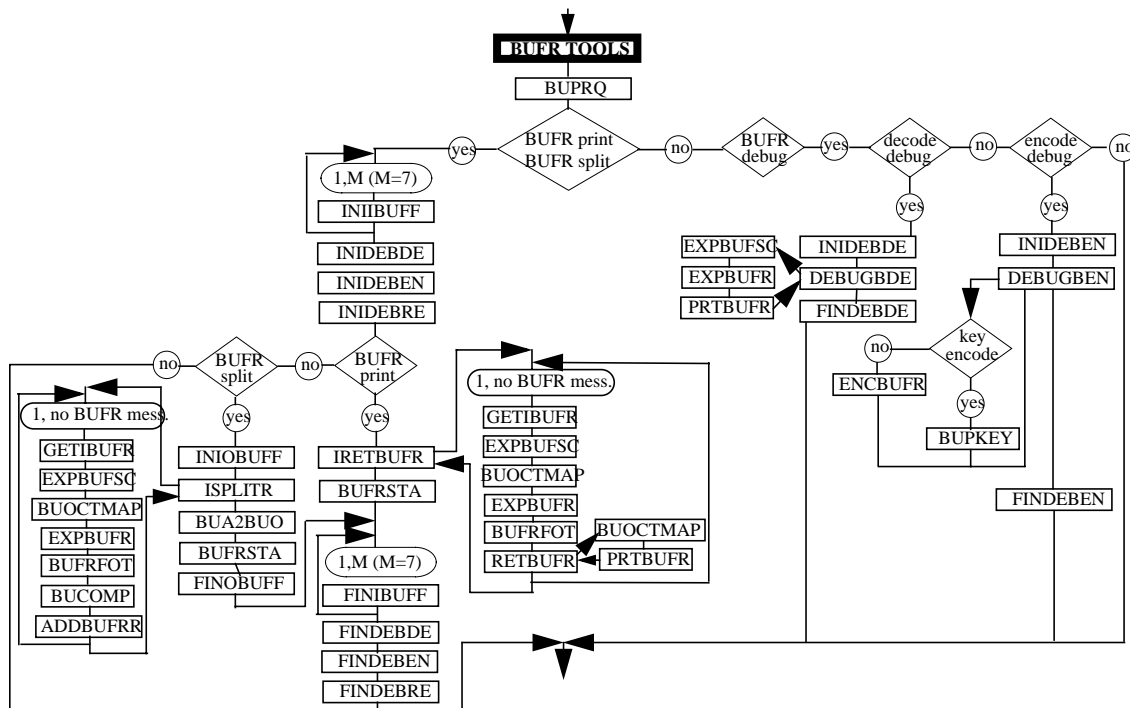 BUFR TOOLS
BUPRQ
yes
BUFR print
BUFR split
no
BUFR
debug
yes
decode
debug
no
encode
debug
no
1,M (M=7)
INIIBUFF
INIDEBDE
INIDEBEN
INIDEBRE
yes
yes
EXPBUFSC
EXPBUFR
PRTBUFR
INIDEBDE
DEBUGBDE
FINDEBDE
INIDEBEN
DEBUGBEN
key
encode
no
ENCBUFR
yes
BUPKEY
FINDEBEN
no
BUFR
split
no
BUFR
print
yes
yes
1, no BUFR mess.
GETIBUFR
EXPBUFSC
BUOCTMAP
EXPBUFR
BUFRFOT
BUCOMP
ADDBUFRR
INIOBUFF
ISPLITR
BUA2BUO
BUFRSTA
FINOBUFF
IRETBUFR
BUFRSTA
1,M (M=7)
FINIBUFF
FINDEBDE
FINDEBEN
FINDEBRE
1, no BUFR mess.
GETIBUFR
EXPBUFSC
BUOCTMAP
EXPBUFR
BUFRFOT
RETBUFR
BUOCTMAP
PRTBUFR